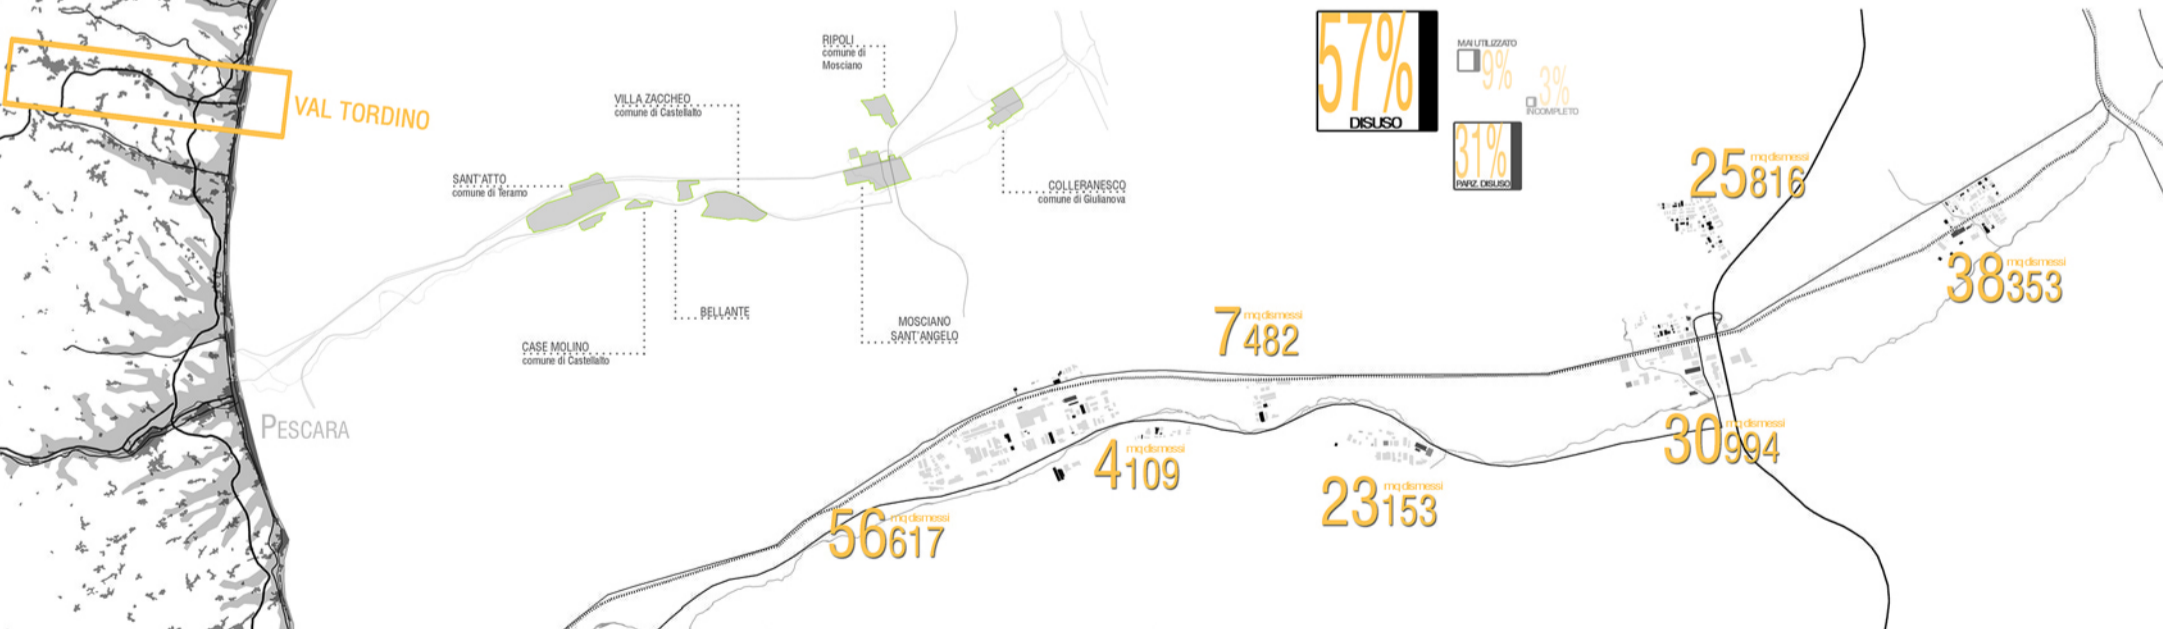 VAL TORDINO
PESCARA
RIPOLI
comune di
Mosciano
VILLA ZACCHEO
comune di Castellalto
SANT'ATTO
comune di Teramo
COLLERANESCO
comune di Giulianova
BELLANTE
MOSCIANO
SANT'ANGELO
CASE MOLINO
comune di Castellalto
57%
DISUSO
MAI UTILIZZATO
9%
3%
INCOMPLETO
31%
PARZ. DISUSO
mq dismessi
25816
mq dismessi
38353
mq dismessi
7482
mq dismessi
30994
mq dismessi
4109
mq dismessi
23153
mq dismessi
56617